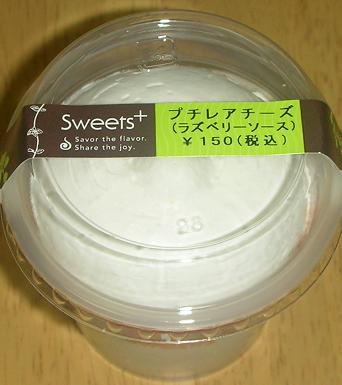 Sweets+
Savor the flavor.
Share the joy.
プチレアチーズ
(ラズベリーソース)
¥150(税込)